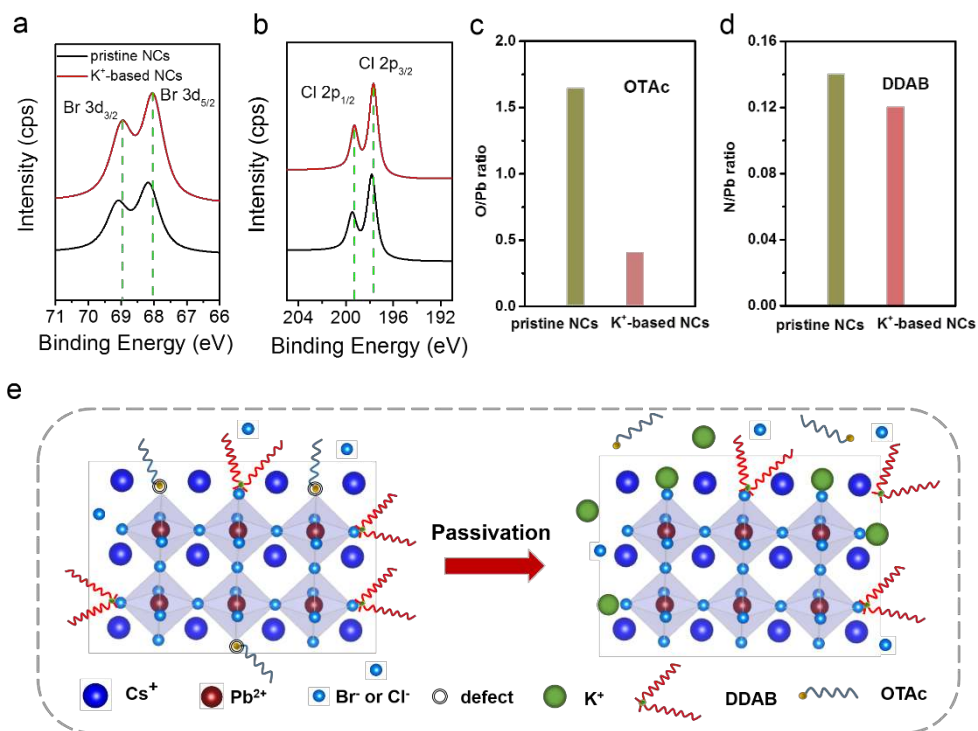 a
pristine NCs
K⁺-based NCs
Br 3d₃/₂
Br 3d₅/₂
Intensity (cps)
71 70 69 68 67 66
Binding Energy (eV)
b
Cl 2p₃/₂
Cl 2p₁/₂
Intensity (cps)
204 198 196 192
Binding Energy (eV)
c
OTAc
O/Pb ratio
2.0
1.5
1.0
0.5
0.0
pristine NCs K⁺-based NCs
d
DDAB
N/Pb ratio
0.16
0.12
0.08
0.04
0.00
pristine NCs K⁺-based NCs
e
Passivation
Cs⁺
Pb²⁺
Br⁻ or Cl⁻
defect
K⁺
DDAB
OTAc